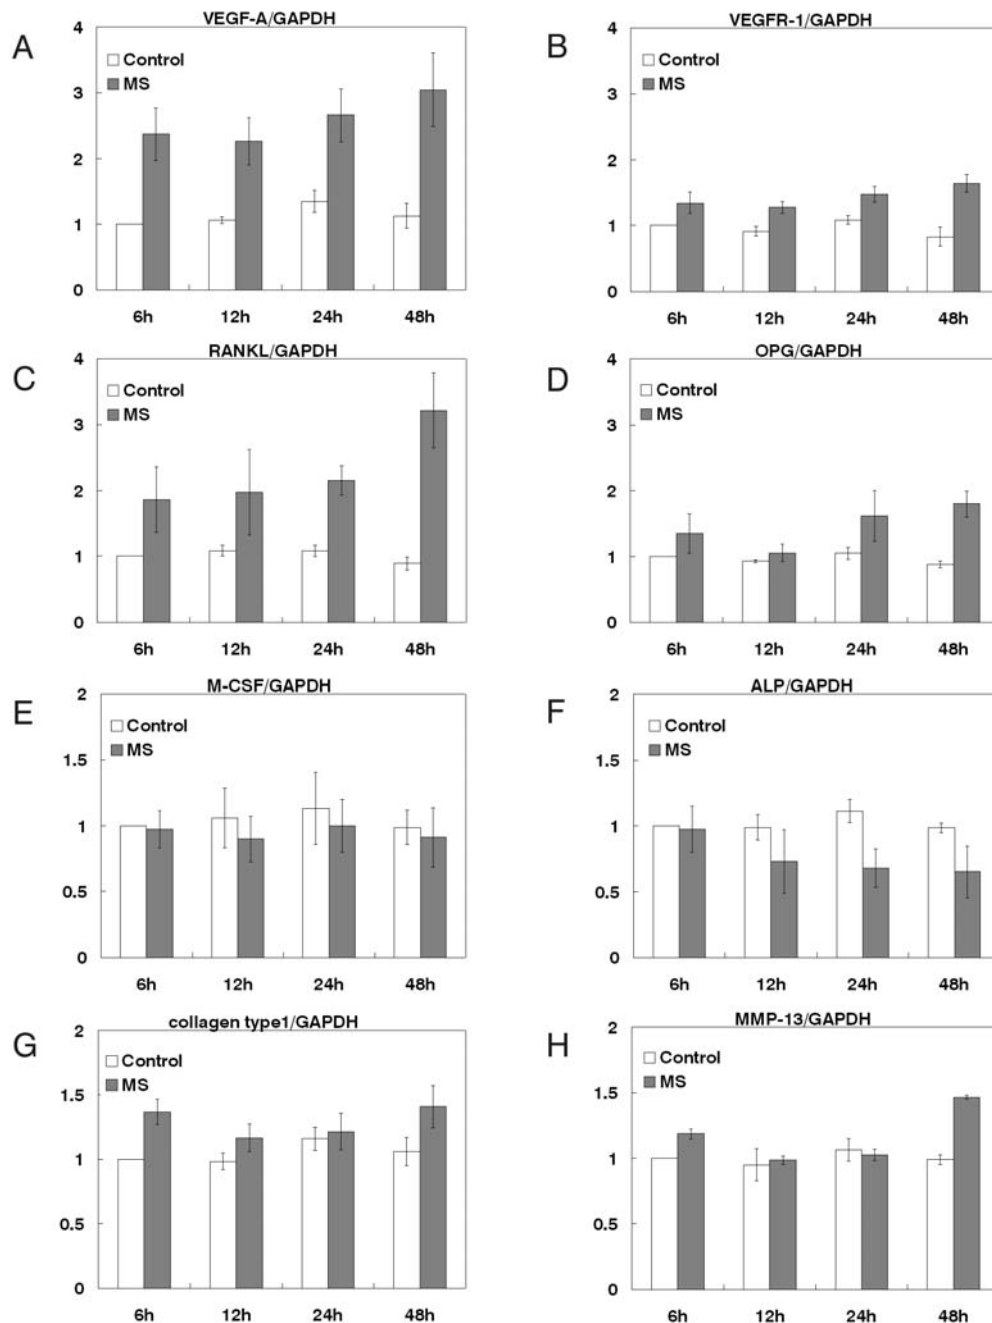 A
VEGF-A/GAPDH
Control
MS
4
3
2
1
0
6h 12h 24h 48h
B
VEGFR-1/GAPDH
Control
MS
4
3
2
1
0
6h 12h 24h 48h
C
RANKL/GAPDH
Control
MS
4
3
2
1
0
6h 12h 24h 48h
D
OPG/GAPDH
Control
MS
4
3
2
1
0
6h 12h 24h 48h
E
M-CSF/GAPDH
Control
MS
2
1.5
1
0.5
0
6h 12h 24h 48h
F
ALP/GAPDH
Control
MS
2
1.5
1
0.5
0
6h 12h 24h 48h
G
collagen type1/GAPDH
Control
MS
2
1.5
1
0.5
0
6h 12h 24h 48h
H
MMP-13/GAPDH
Control
MS
2
1.5
1
0.5
0
6h 12h 24h 48h